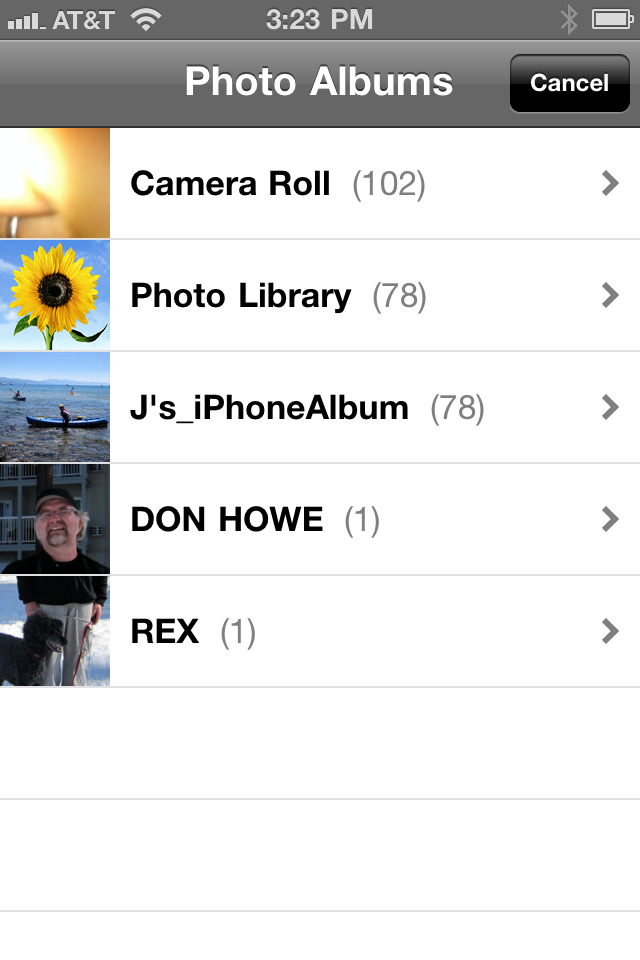 AT&T 3:23 PM
Photo Albums Cancel
Camera Roll (102)
Photo Library (78)
J's_iPhoneAlbum (78)
DON HOWE (1)
REX (1)